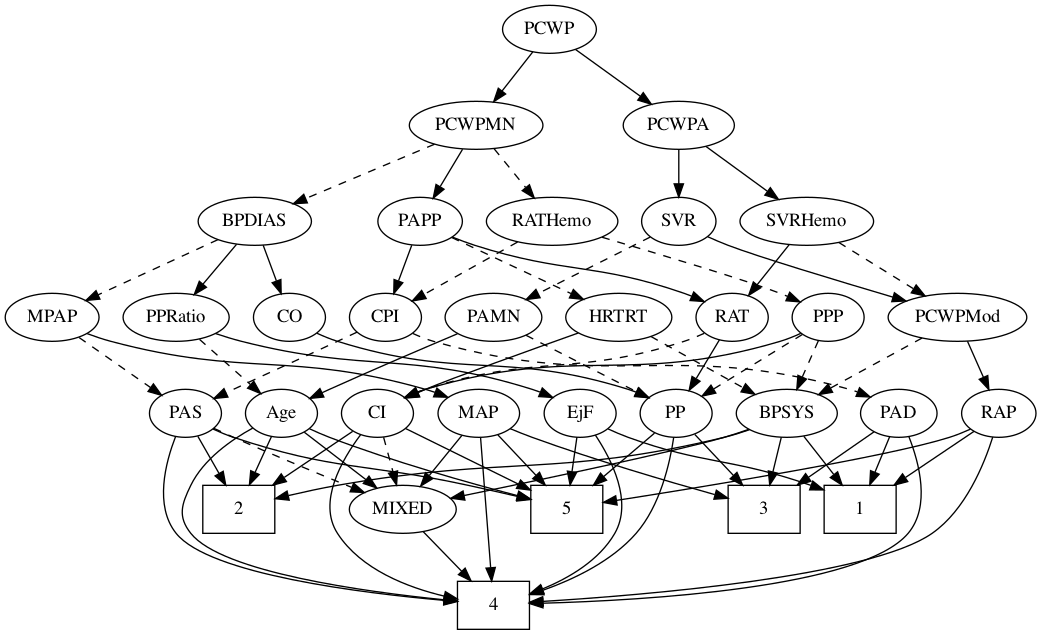 PCWP
PCWPMN
PCWPA
BPDIAS
PAPP
RATHemo
SVR
SVRHemo
MPAP
PPRatio
CO
CPI
PAMN
HRTRT
RAT
PPP
PCWPMod
PAS
Age
CI
MAP
EjF
PP
BPSYS
PAD
RAP
2
MIXED
5
3
1
4